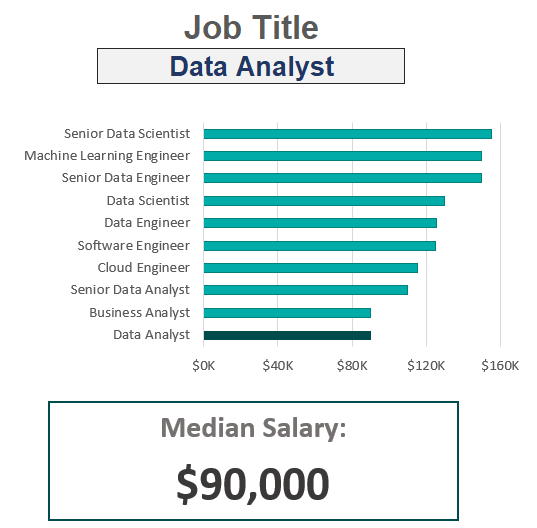 Job Title
Data Analyst
Senior Data Scientist
Machine Learning Engineer
Senior Data Engineer
Data Scientist
Data Engineer
Software Engineer
Cloud Engineer
Senior Data Analyst
Business Analyst
Data Analyst
$0K $40K $80K $120K $160K
Median Salary:
$90,000